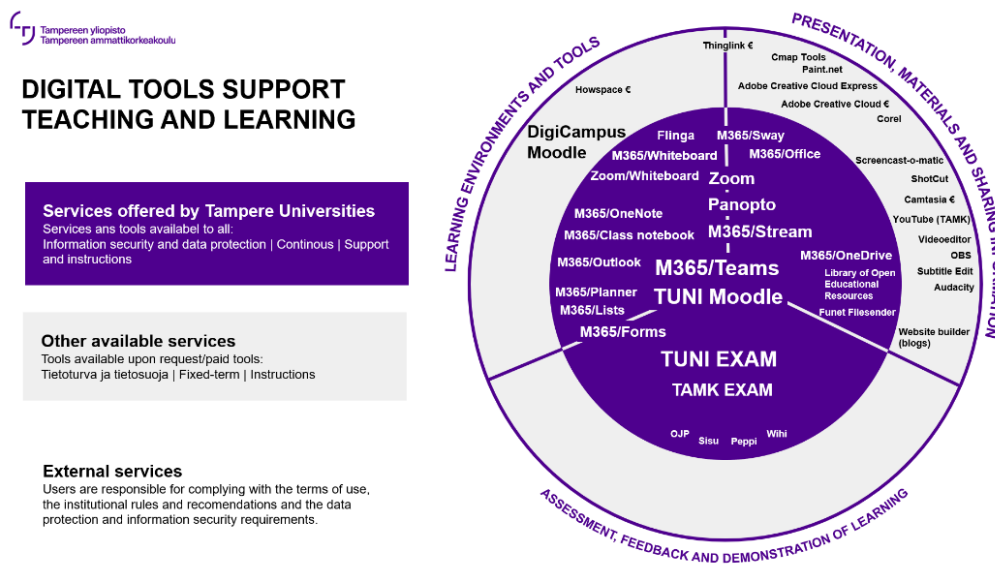 Tampereen yliopisto
Tampereen ammattikorkeakoulu
DIGITAL TOOLS SUPPORT
TEACHING AND LEARNING
Services offered by Tampere Universities
Services ans tools availabel to all:
Information security and data protection | Continous | Support
and instructions
Other available services
Tools available upon request/paid tools:
Tietoturva ja tietosuoja | Fixed-term | Instructions
External services
Users are responsible for complying with the terms of use,
the institutional rules and recomendations and the data
protection and information security requirements.
LEARNING ENVIRONMENTS AND TOOLS
PRESENTATION, MATERIALS AND SHARING INFORMATION
ASSESSMENT, FEEDBACK AND DEMONSTRATION OF LEARNING
Howspace €
DigiCampus
Moodle
Thinglink €
Cmap Tools
Paint.net
Adobe Creative Cloud Express
Adobe Creative Cloud €
Corel
Screencast-o-matic
ShotCut
Camtasia €
YouTube (TAMK)
Videoeditor
OBS
Subtitle Edit
Audacity
Website builder
(blogs)
Flinga
M365/Whiteboard
Zoom/Whiteboard
M365/OneNote
M365/Class notebook
M365/Outlook
M365/Planner
M365/Lists
M365/Forms
M365/Sway
M365/Office
Zoom
Panopto
M365/Stream
M365/Teams
TUNI Moodle
M365/OneDrive
Library of Open
Educational
Resources
Funet Filesender
TUNI EXAM
TAMK EXAM
OJP
Sisu
Peppi
Wihi